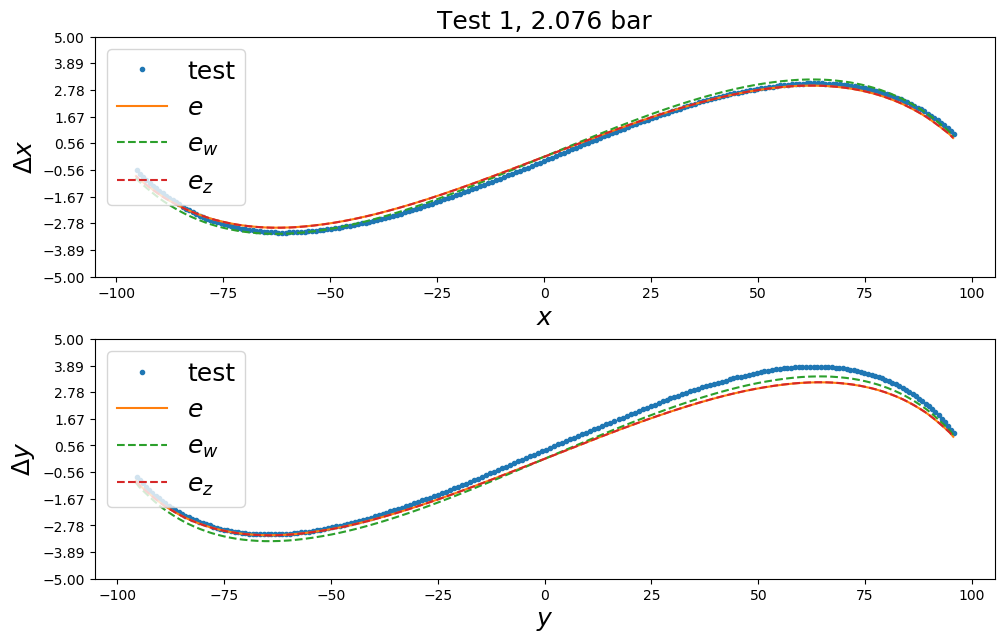 Test 1, 2.076 bar
5.00
3.89
2.78
1.67
0.56
−0.56
−1.67
−2.78
−3.89
−5.00
Δx
test
e
e_w
e_z
−100 −75 −50 −25 0 25 50 75 100
x
5.00
3.89
2.78
1.67
0.56
−0.56
−1.67
−2.78
−3.89
−5.00
Δy
test
e
e_w
e_z
−100 −75 −50 −25 0 25 50 75 100
y